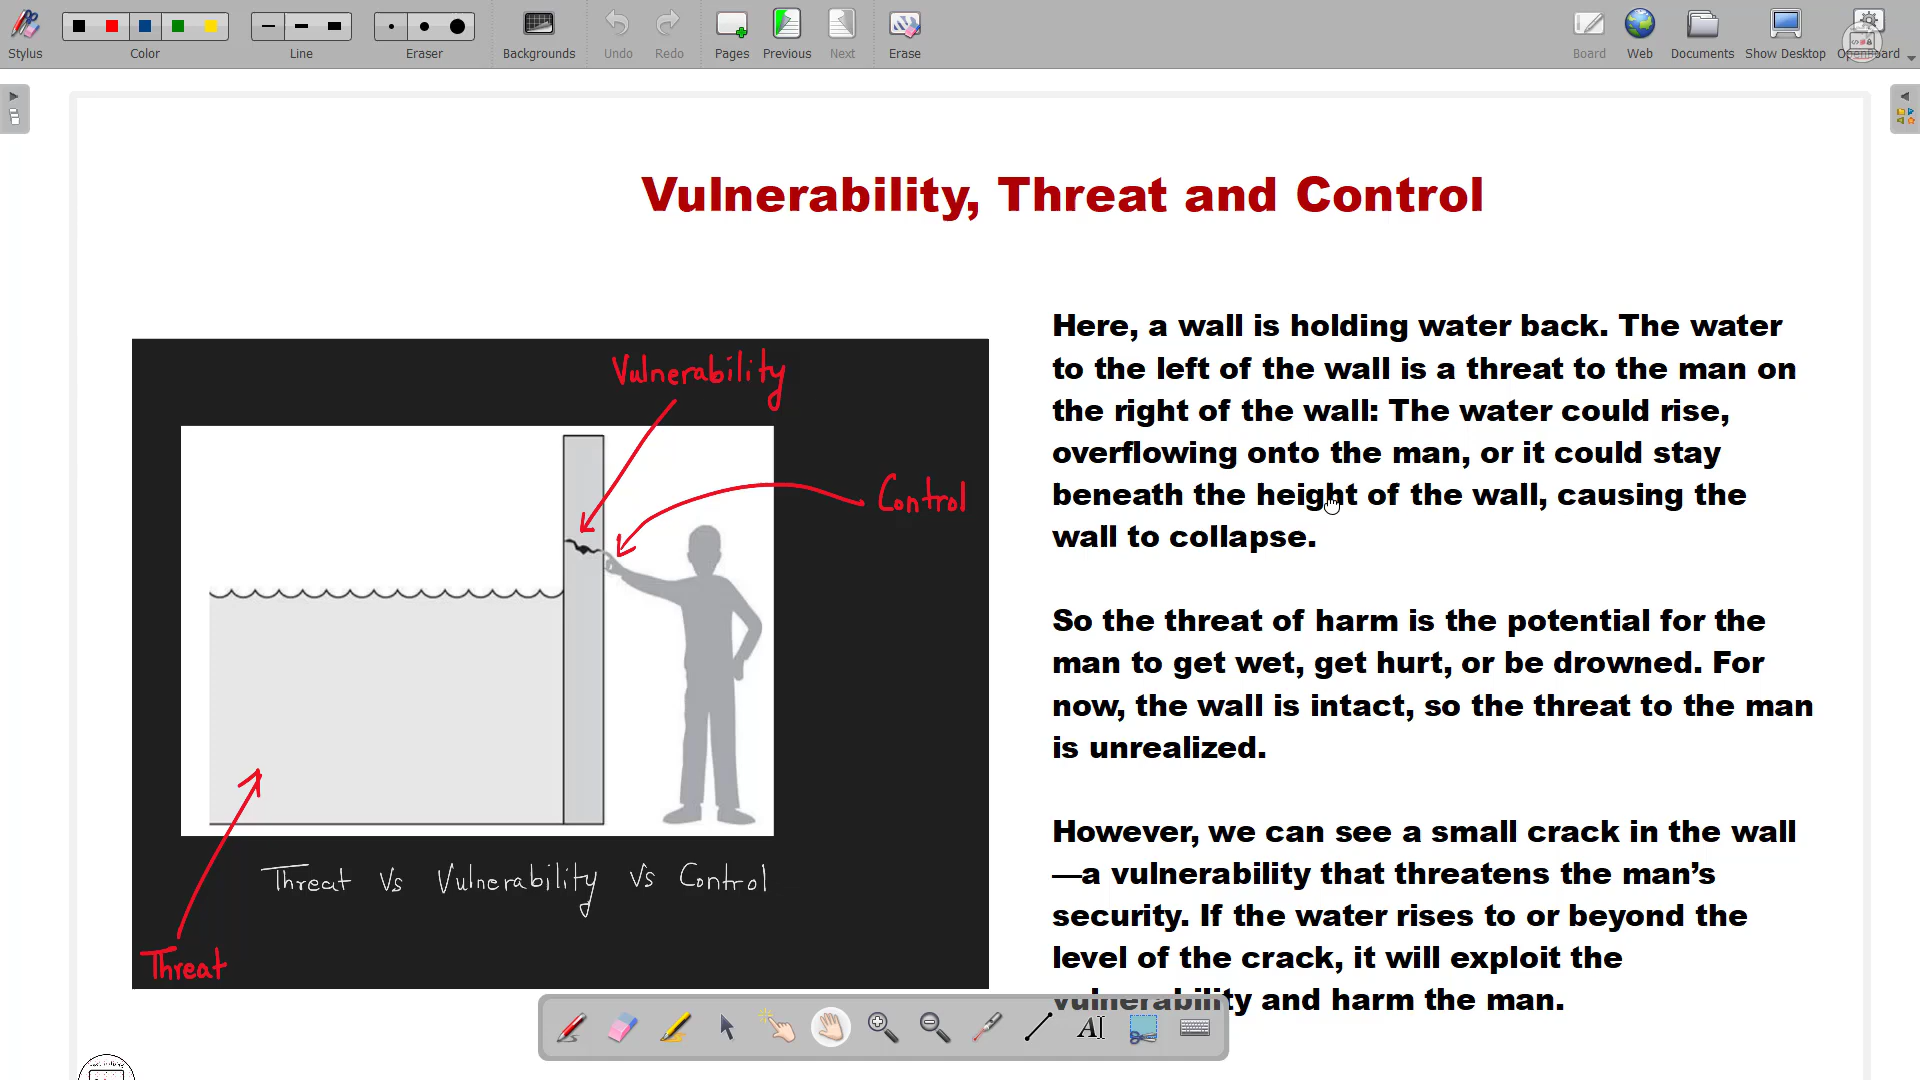 Stylus
Color
Line
Eraser
Backgrounds
Undo
Redo
Pages
Previous
Next
Erase
Board
Web
Documents
Show Desktop
OpenBoard
Vulnerability, Threat and Control
Vulnerability
Control
Threat Vs Vulnerability Vs Control
Threat
Here, a wall is holding water back. The water
to the left of the wall is a threat to the man on
the right of the wall: The water could rise,
overflowing onto the man, or it could stay
beneath the height of the wall, causing the
wall to collapse.
So the threat of harm is the potential for the
man to get wet, get hurt, or be drowned. For
now, the wall is intact, so the threat to the man
is unrealized.
However, we can see a small crack in the wall
—a vulnerability that threatens the man’s
security. If the water rises to or beyond the
level of the crack, it will exploit the
vulnerability and harm the man.